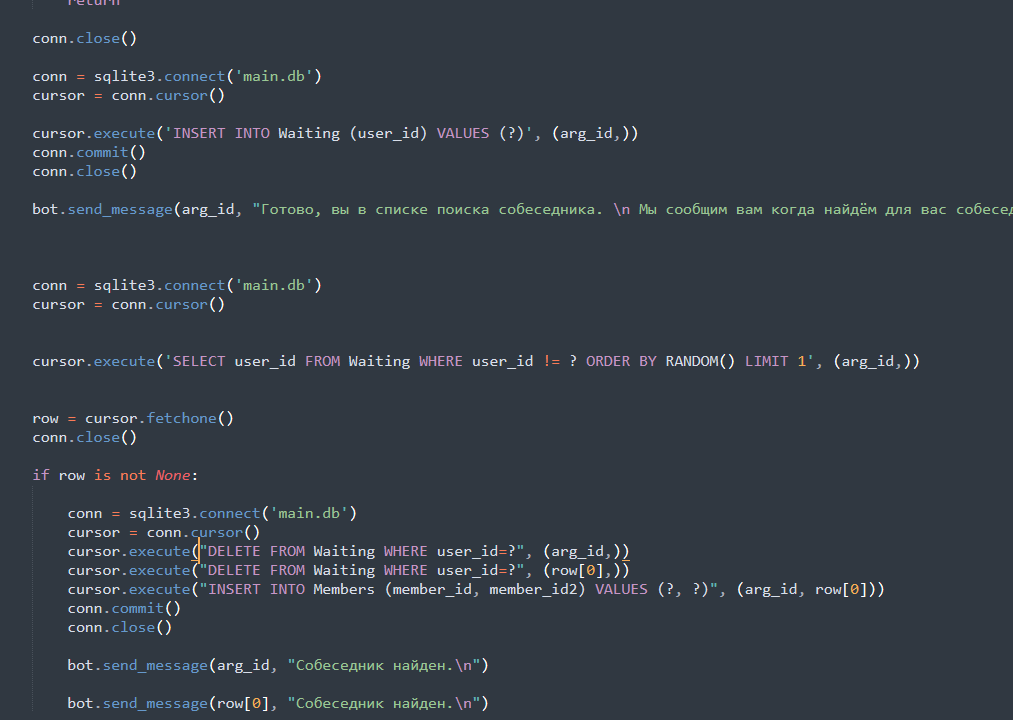 return
conn.close()
conn = sqlite3.connect('main.db')
cursor = conn.cursor()
cursor.execute('INSERT INTO Waiting (user_id) VALUES (?)', (arg_id,))
conn.commit()
conn.close()
bot.send_message(arg_id, "Готово, вы в списке поиска собеседника. \n Мы сообщим вам когда найдём для вас собесед
conn = sqlite3.connect('main.db')
cursor = conn.cursor()
cursor.execute('SELECT user_id FROM Waiting WHERE user_id != ? ORDER BY RANDOM() LIMIT 1', (arg_id,))
row = cursor.fetchone()
conn.close()
if row is not None:
conn = sqlite3.connect('main.db')
cursor = conn.cursor()
cursor.execute("DELETE FROM Waiting WHERE user_id=?", (arg_id,))
cursor.execute("DELETE FROM Waiting WHERE user_id=?", (row[0],))
cursor.execute("INSERT INTO Members (member_id, member_id2) VALUES (?, ?)", (arg_id, row[0]))
conn.commit()
conn.close()
bot.send_message(arg_id, "Собеседник найден.\n")
bot.send_message(row[0], "Собеседник найден.\n")